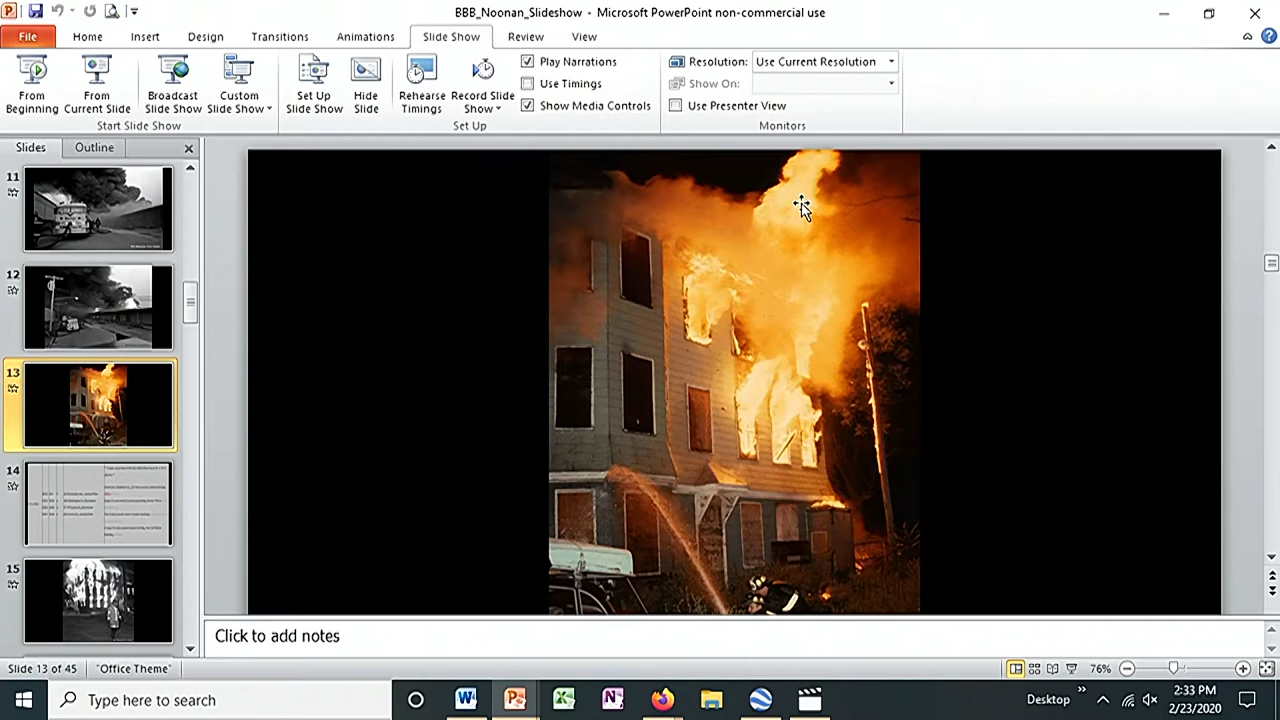 BBB_Noonan_Slideshow - Microsoft PowerPoint non-commercial use
File Home Insert Design Transitions Animations Slide Show Review View
From Beginning
From Current Slide
Broadcast Slide Show
Custom Slide Show
Start Slide Show
Set Up Slide Show
Hide Slide
Rehearse Timings
Record Slide Show
Play Narrations
Use Timings
Show Media Controls
Set Up
Resolution: Use Current Resolution
Show On:
Use Presenter View
Monitors
Slides Outline
11
12
13
14
15
Click to add notes
Slide 13 of 45 "Office Theme" 76%
Type here to search
Desktop
2:33 PM
2/23/2020